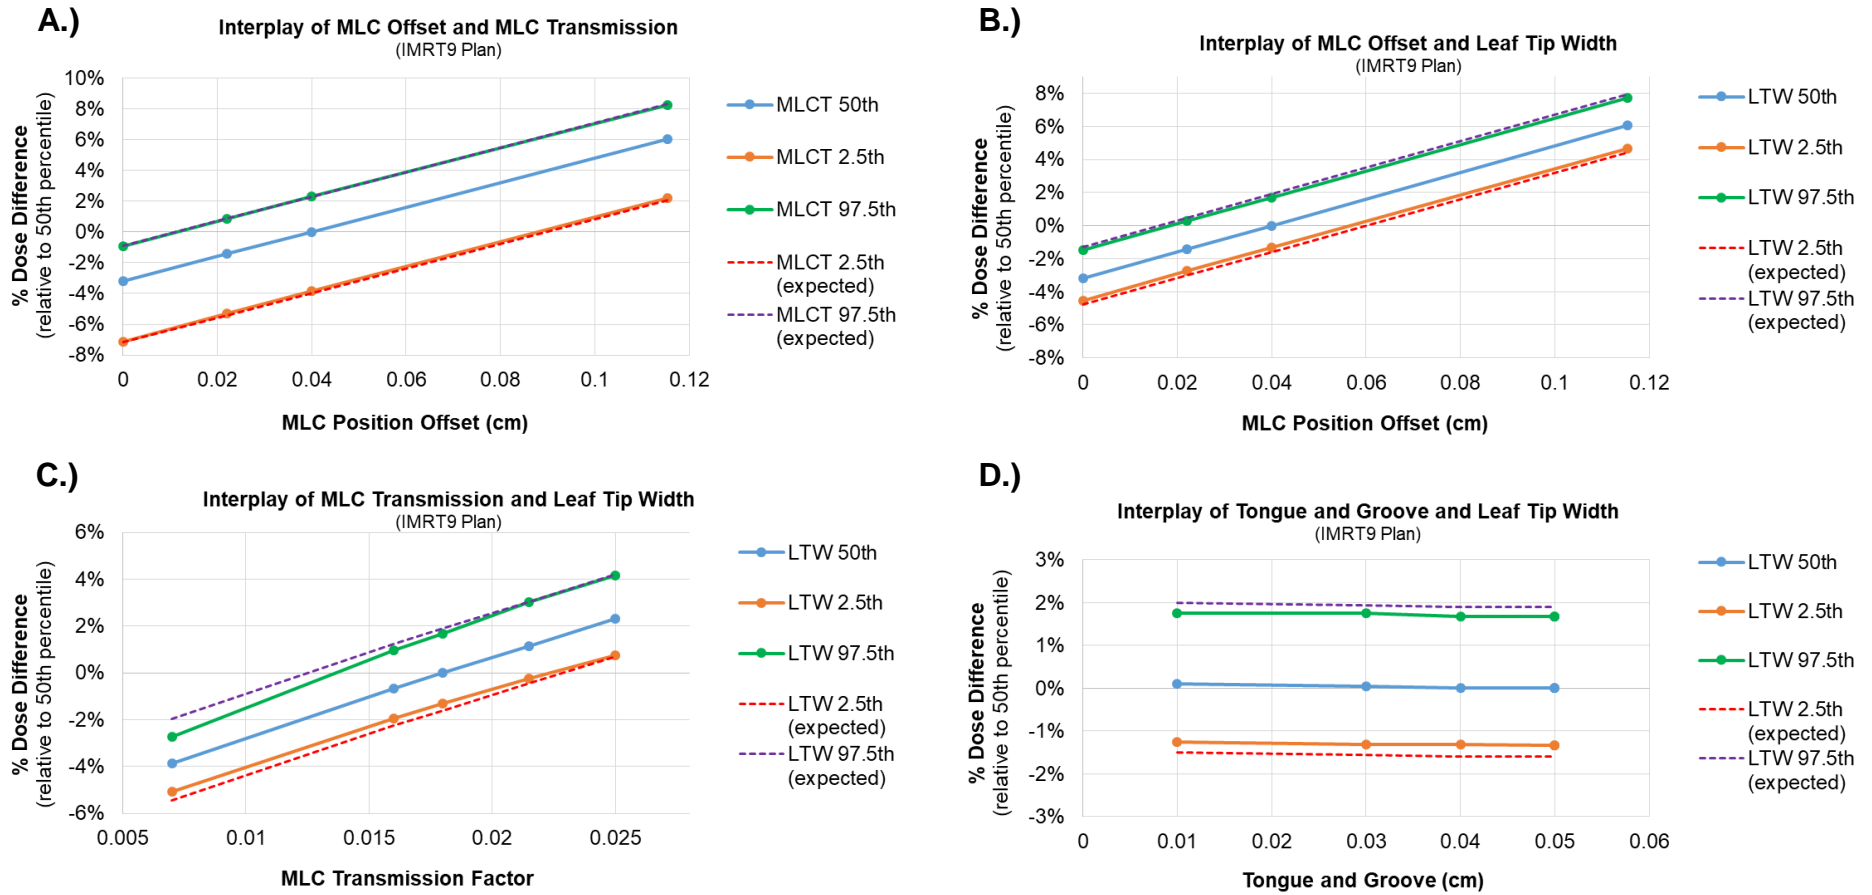 A.)
Interplay of MLC Offset and MLC Transmission
(IMRT9 Plan)
% Dose Difference
(relative to 50th percentile)
10%
8%
6%
4%
2%
0%
-2%
-4%
-6%
-8%
0
0.02
0.04
0.06
0.08
0.1
0.12
MLC Position Offset (cm)
MLCT 50th
MLCT 2.5th
MLCT 97.5th
MLCT 2.5th
(expected)
MLCT 97.5th
(expected)
B.)
Interplay of MLC Offset and Leaf Tip Width
(IMRT9 Plan)
% Dose Difference
(relative to 50th percentile)
8%
6%
4%
2%
0%
-2%
-4%
-6%
-8%
0
0.02
0.04
0.06
0.08
0.1
0.12
MLC Position Offset (cm)
LTW 50th
LTW 2.5th
LTW 97.5th
LTW 2.5th
(expected)
LTW 97.5th
(expected)
C.)
Interplay of MLC Transmission and Leaf Tip Width
(IMRT9 Plan)
% Dose Difference
(relative to 50th percentile)
6%
4%
2%
0%
-2%
-4%
-6%
0.005
0.01
0.015
0.02
0.025
MLC Transmission Factor
LTW 50th
LTW 2.5th
LTW 97.5th
LTW 2.5th
(expected)
LTW 97.5th
(expected)
D.)
Interplay of Tongue and Groove and Leaf Tip Width
(IMRT9 Plan)
% Dose Difference
(relative to 50th percentile)
3%
2%
1%
0%
-1%
-2%
-3%
0
0.01
0.02
0.03
0.04
0.05
0.06
Tongue and Groove (cm)
LTW 50th
LTW 2.5th
LTW 97.5th
LTW 2.5th
(expected)
LTW 97.5th
(expected)